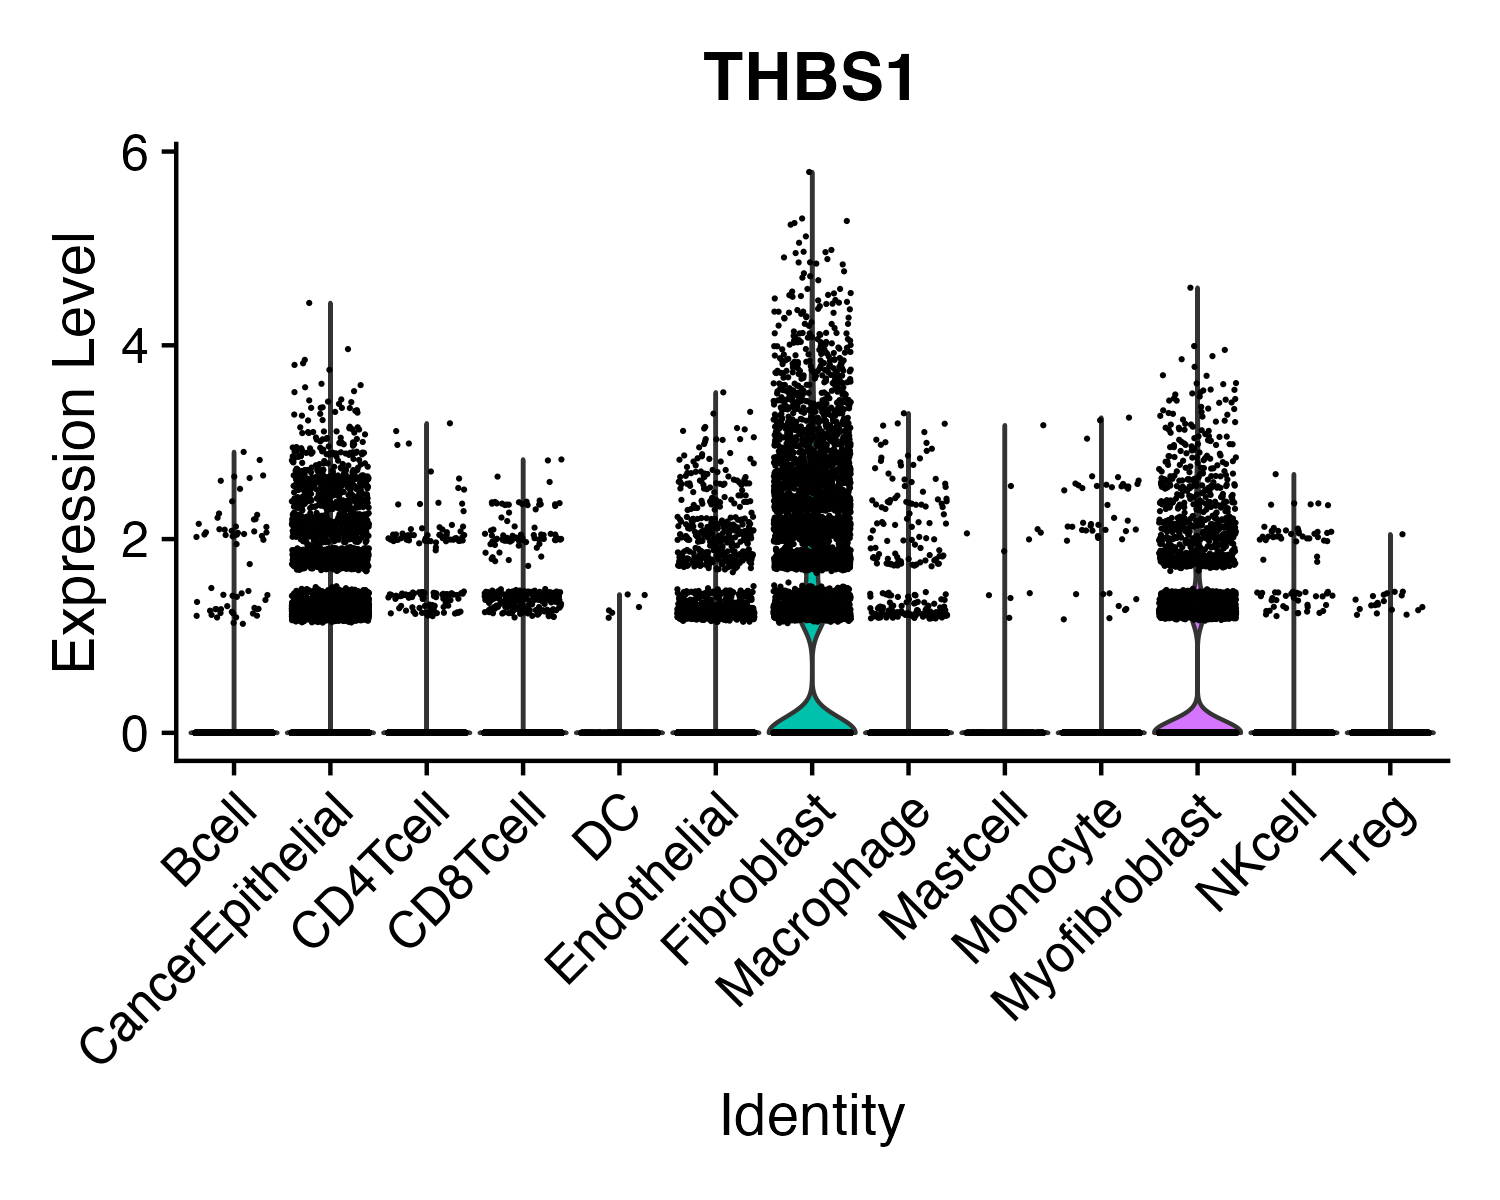 THBS1
Expression Level
6
4
2
0
Bcell
CancerEpithelial
CD4Tcell
CD8Tcell
DC
Endothelial
Fibroblast
Macrophage
Mastcell
Monocyte
Myofibroblast
NKcell
Treg
Identity